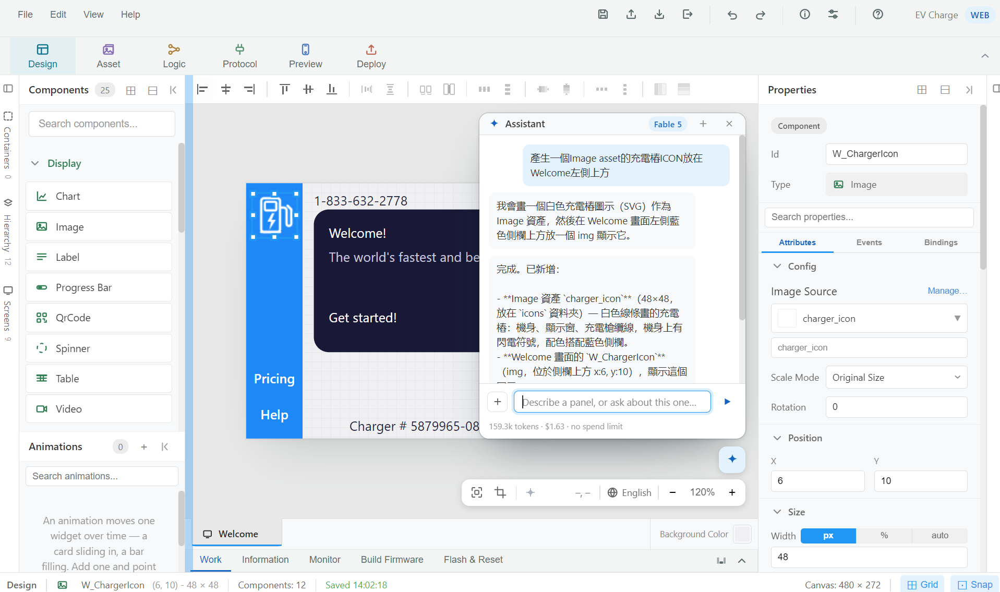 File Edit View Help
EV Charge WEB
Design Asset Logic Protocol Preview Deploy
Components 25
Search components...
Containers 0
Hierarchy 12
Screens 9
Display
Chart
Image
Label
Progress Bar
QrCode
Spinner
Table
Video
Animations 0
Search animations...
An animation moves one
widget over time — a
card sliding in, a bar
filling. Add one and point
1-833-632-2778
Welcome!
The world's fastest and be
Get started!
Pricing
Help
Charger # 5879965-08
Assistant Fable 5
產生一個Image asset的充電樁ICON放在
Welcome左側上方
我會畫一個白色充電樁圖示（SVG）作為
Image 資產，然後在 Welcome 畫面左側藍
色側欄上方放一個 img 顯示它。
完成。已新增：
- **Image 資產 `charger_icon`**（48×48，
放在 `icons` 資料夾）— 白色線條畫的充電
樁：機身、顯示窗、充電槍纜線，機身上有
閃電符號，配色搭配藍色側欄。
- **Welcome 畫面的 `W_ChargerIcon`**
（img，位於側欄上方 x:6, y:10），顯示這個
Describe a panel, or ask about this one...
159.3k tokens · $1.63 · no spend limit
–, – English 120%
Welcome
Background Color
Work Information Monitor Build Firmware Flash & Reset
Properties
Component
Id W_ChargerIcon
Type Image
Search properties...
Attributes Events Bindings
Config
Image Source Manage...
charger_icon
charger_icon
Scale Mode Original Size
Rotation 0
Position
X Y
6 10
Size
Width px % auto
48
Design W_ChargerIcon (6, 10) - 48 × 48 Components: 12 Saved 14:02:18
Canvas: 480 × 272 Grid Snap